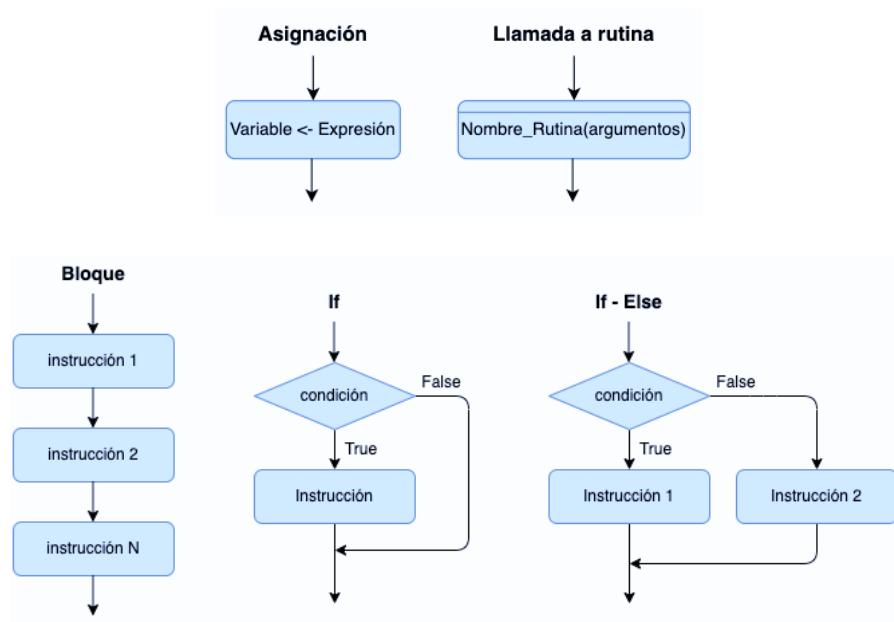 Asignación
Llamada a rutina
Variable <- Expresión
Nombre_Rutina(argumentos)
Bloque
instrucción 1
instrucción 2
instrucción N
If
condición
False
True
Instrucción
If - Else
condición
False
True
Instrucción 1
Instrucción 2